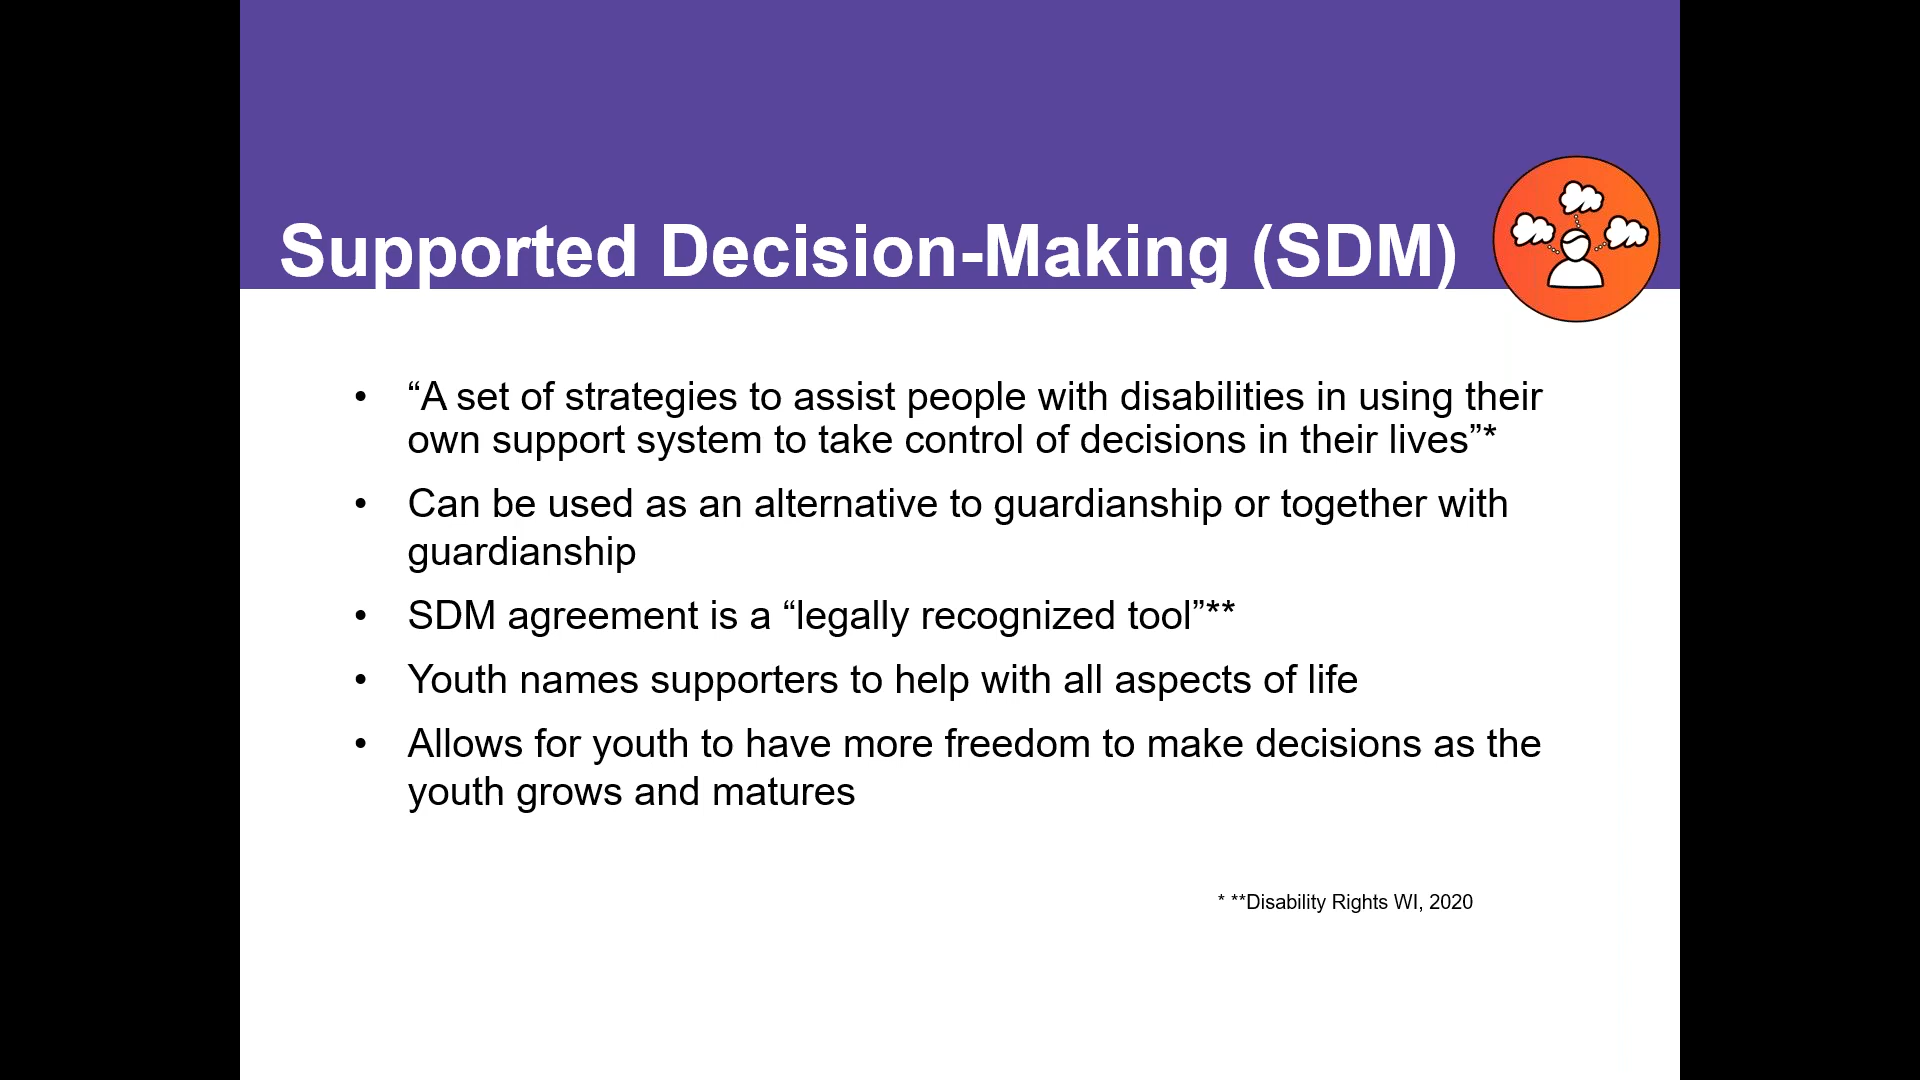 Supported Decision-Making (SDM)
• “A set of strategies to assist people with disabilities in using their
own support system to take control of decisions in their lives”*
• Can be used as an alternative to guardianship or together with
guardianship
• SDM agreement is a “legally recognized tool”**
• Youth names supporters to help with all aspects of life
• Allows for youth to have more freedom to make decisions as the
youth grows and matures
* **Disability Rights WI, 2020